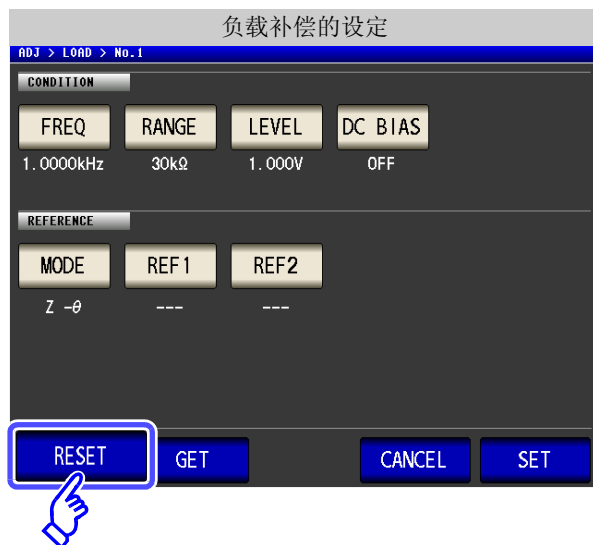 负载补偿的设定
ADJ > LOAD > No.1
CONDITION
FREQ RANGE LEVEL DC BIAS
1.0000kHz 30kΩ 1.000V OFF
REFERENCE
MODE REF1 REF2
Z -θ --- ---
RESET GET CANCEL SET